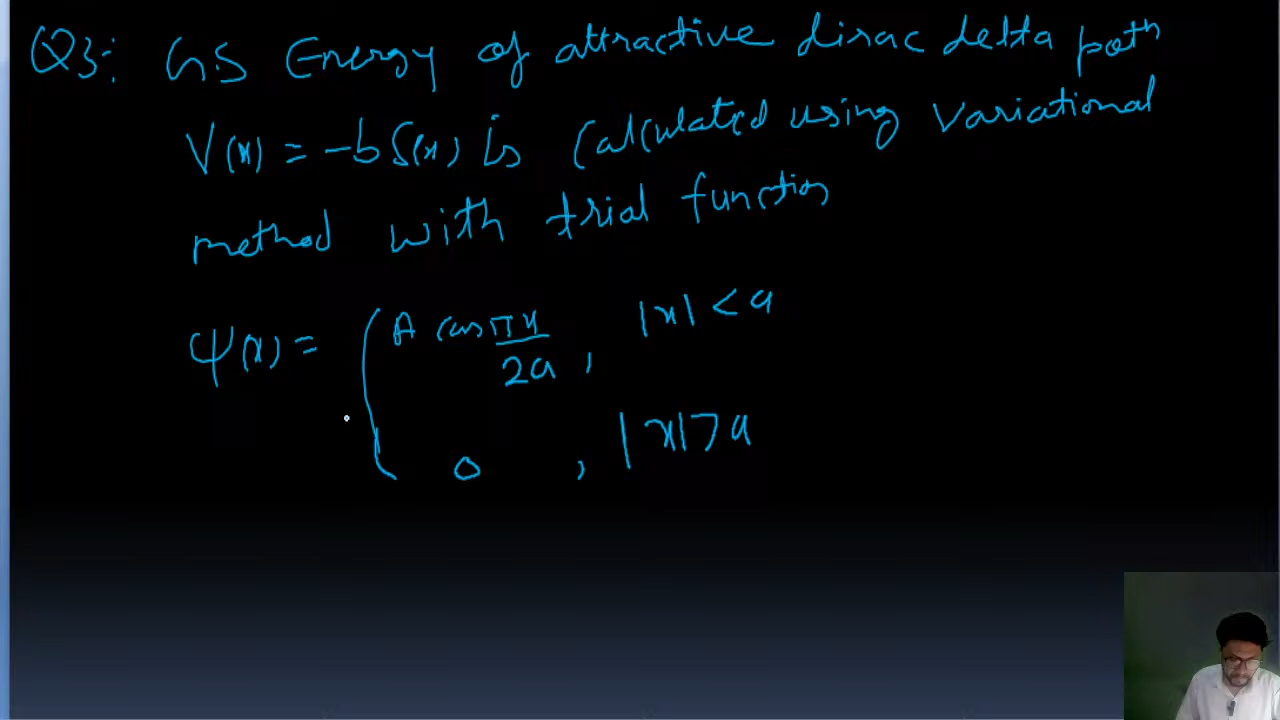 Q3: GS Energy of attractive dirac delta poth
V(x) = -b δ(x) is calculated using variational
method with trial function
ψ(x) = { A cos πx/2a , |x| < a
0 , |x| > a